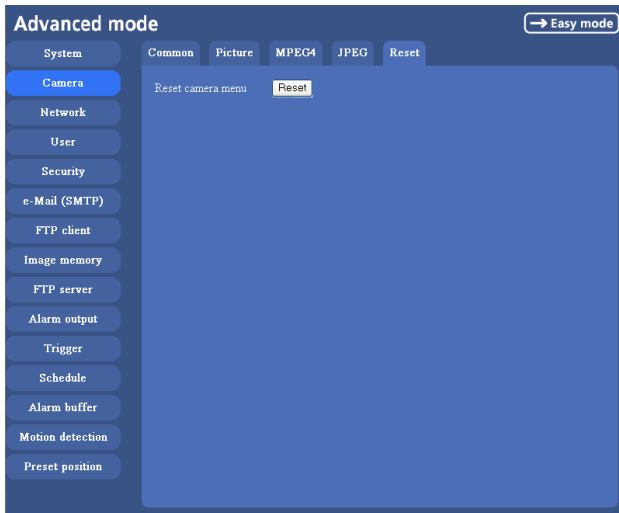 Advanced mode
→ Easy mode
System
Camera
Network
User
Security
e-Mail (SMTP)
FTP client
Image memory
FTP server
Alarm output
Trigger
Schedule
Alarm buffer
Motion detection
Preset position
Common Picture MPEG4 JPEG Reset
Reset camera menu Reset